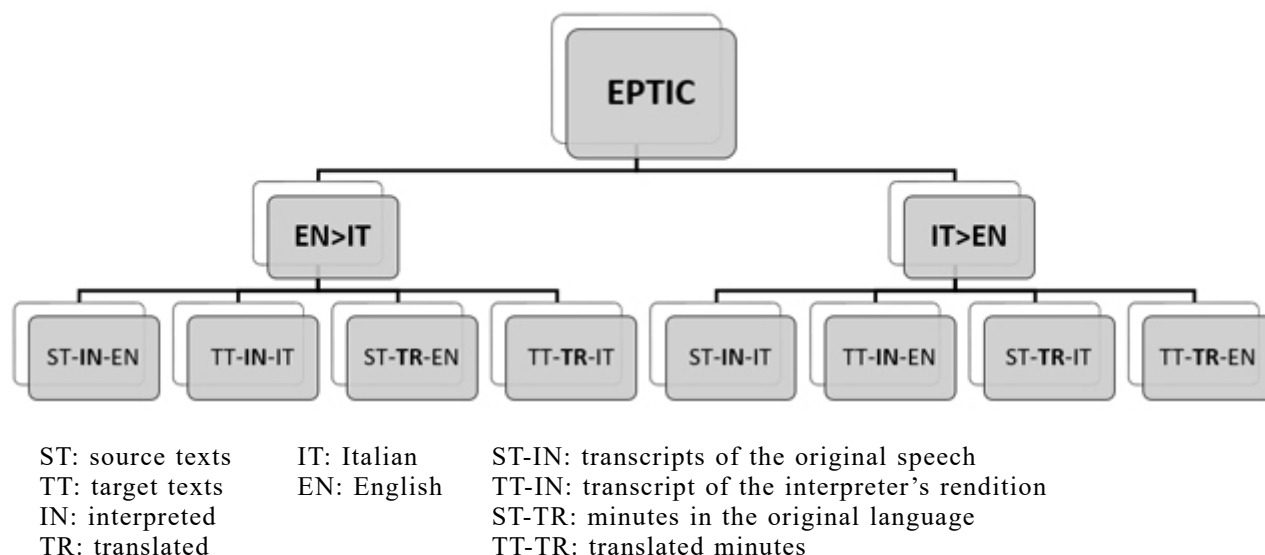 EPTIC
EN>IT IT>EN
ST-IN-EN TT-IN-IT ST-TR-EN TT-TR-IT ST-IN-IT TT-IN-EN ST-TR-IT TT-TR-EN
ST: source texts IT: Italian ST-IN: transcripts of the original speech
TT: target texts EN: English TT-IN: transcript of the interpreter’s rendition
IN: interpreted ST-TR: minutes in the original language
TR: translated TT-TR: translated minutes